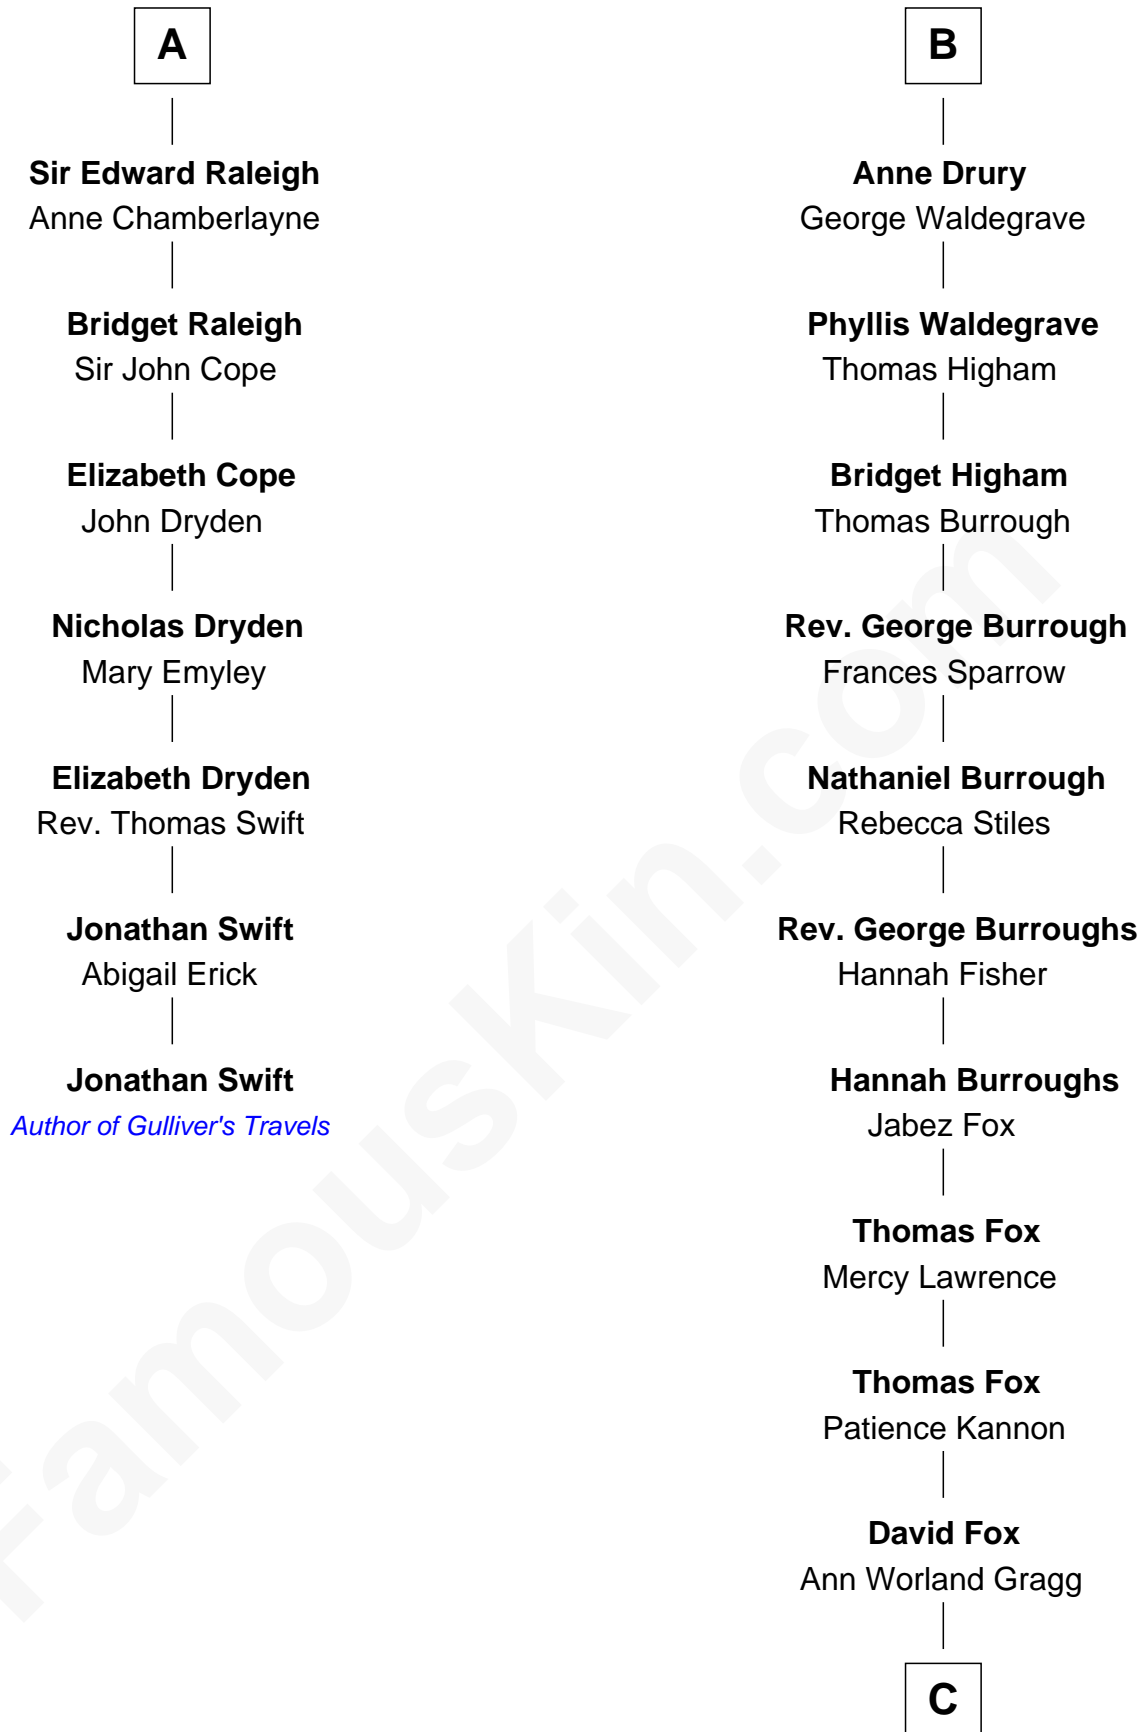 A
Sir Edward Raleigh
Anne Chamberlayne
Bridget Raleigh
Sir John Cope
Elizabeth Cope
John Dryden
Nicholas Dryden
Mary Emyley
Elizabeth Dryden
Rev. Thomas Swift
Jonathan Swift
Abigail Erick
Jonathan Swift
Author of Gulliver's Travels
B
Anne Drury
George Waldegrave
Phyllis Waldegrave
Thomas Higham
Bridget Higham
Thomas Burrough
Rev. George Burrough
Frances Sparrow
Nathaniel Burrough
Rebecca Stiles
Rev. George Burroughs
Hannah Fisher
Hannah Burroughs
Jabez Fox
Thomas Fox
Mercy Lawrence
Thomas Fox
Patience Kannon
David Fox
Ann Worland Gragg
C
FamousKin.com